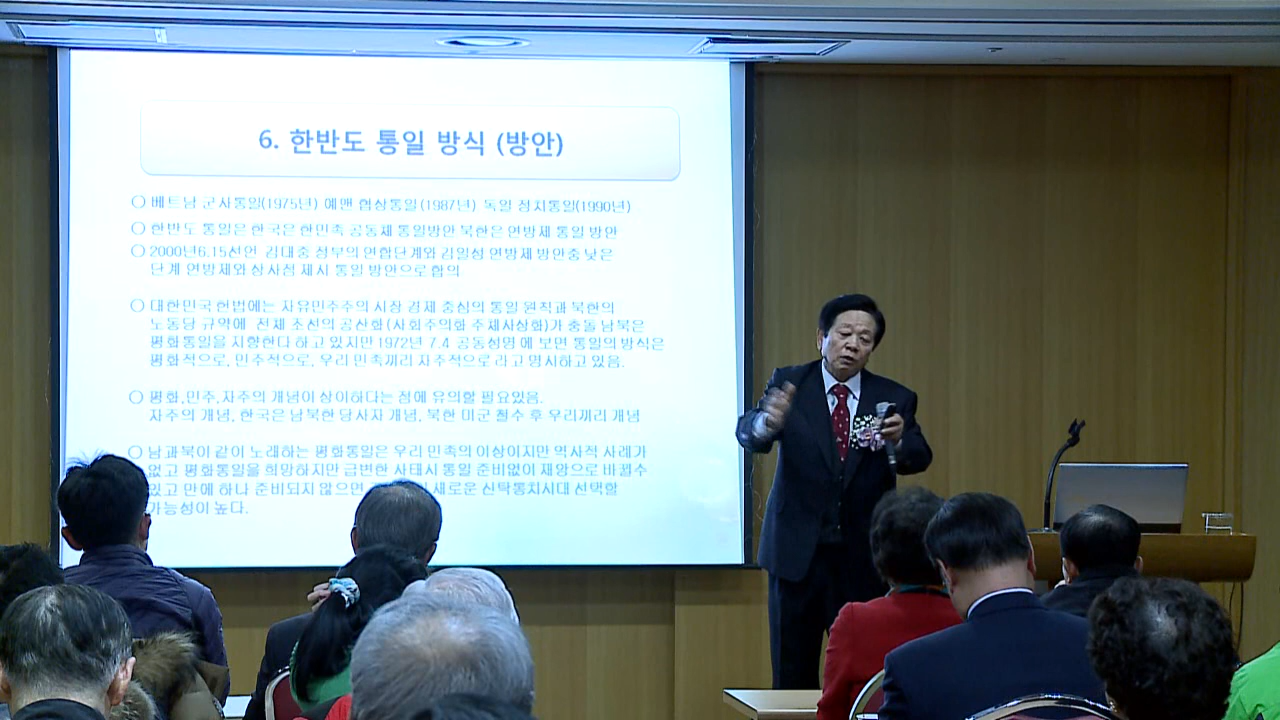 6. 한반도 통일 방식 (방안)
○ 베트남 군사통일(1975년) 예맨 협상통일(1987년) 독일 정치통일(1990년)
○ 한반도 통일은 한국은 한민족 공동체 통일방안 북한은 연방제 통일 방안
○ 2000년6.15선언 김대중 정부의 연합단계와 김일성 연방제 방안중 낮은
단계 연방제와 상사점 제시 통일 방안으로 합의
○ 대한민국 헌법에는 자유민주주의 시장 경제 중심의 통일 원칙과 북한의
노동당 규약에 전체 조선의 공산화(사회주의화 주체사상화)가 충돌 남북은
평화통일을 지향한다 하고 있지만 1972년 7.4 공동성명에 보면 통일의 방식은
평화적으로, 민주적으로, 우리 민족끼리 자주적으로 라고 명시하고 있음.
○ 평화,민주,자주의 개념이 상이하다는 점에 유의할 필요있음.
자주의 개념, 한국은 남북한 당사자 개념, 북한 미군 철수 후 우리끼리 개념
○ 남과북이 같이 노래하는 평화통일은 우리 민족의 이상이지만 역사적 사례가
없고 평화통일을 희망하지만 급변한 사태시 통일 준비없이 재앙으로 바뀔수
있고 만에 하나 준비되지 않으면 새로운 신탁통치시대 선택할
가능성이 높다.